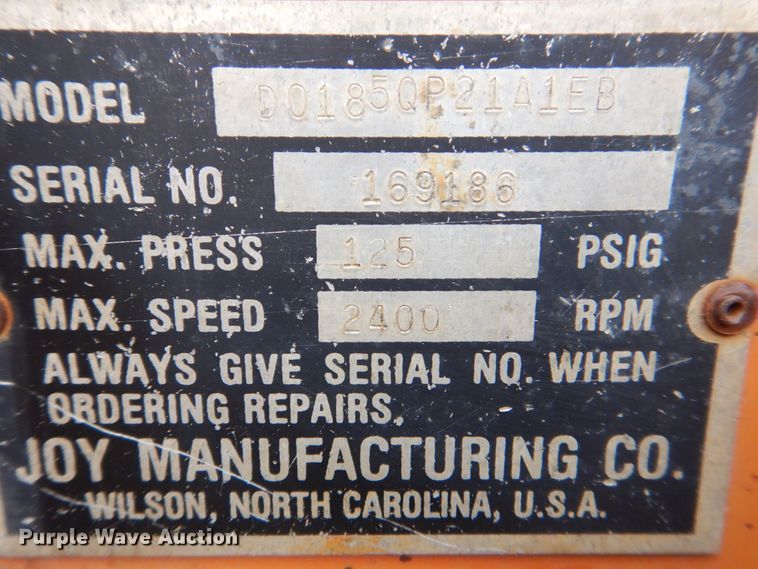 MODEL D0185QP21A1EB
SERIAL NO. 169186
MAX. PRESS 125 PSIG
MAX. SPEED 2400 RPM
ALWAYS GIVE SERIAL NO. WHEN
ORDERING REPAIRS.
JOY MANUFACTURING CO.
WILSON, NORTH CAROLINA, U.S.A.
Purple Wave Auction